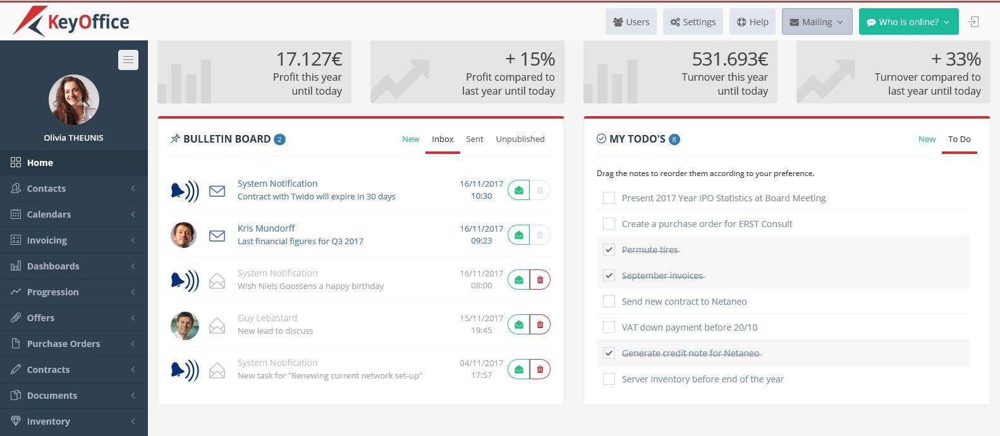 KeyOffice
Users
Settings
Help
Mailing
Who is online?
Olivia THEUNIS
Home
Contacts
Calendars
Invoicing
Dashboards
Progression
Offers
Purchase Orders
Contracts
Documents
Inventory
17.127€
Profit this year
until today
+ 15%
Profit compared to
last year until today
531.693€
Turnover this year
until today
+ 33%
Turnover compared to
last year until today
BULLETIN BOARD 2
New Inbox Sent Unpublished
System Notification
Contract with Twido will expire in 30 days
16/11/2017
10:30
Kris Mundorff
Last financial figures for Q3 2017
16/11/2017
09:23
System Notification
Wish Niels Goossens a happy birthday
16/11/2017
08:00
Guy Lebastard
New lead to discuss
15/11/2017
19:45
System Notification
New task for "Renewing current network set-up"
04/11/2017
17:57
MY TODO'S 8
New To Do
Drag the notes to reorder them according to your preference.
Present 2017 Year IPO Statistics at Board Meeting
Create a purchase order for ERST Consult
Permute tires
September invoices
Send new contract to Netaneo
VAT down payment before 20/10
Generate credit note for Netaneo
Server inventory before end of the year